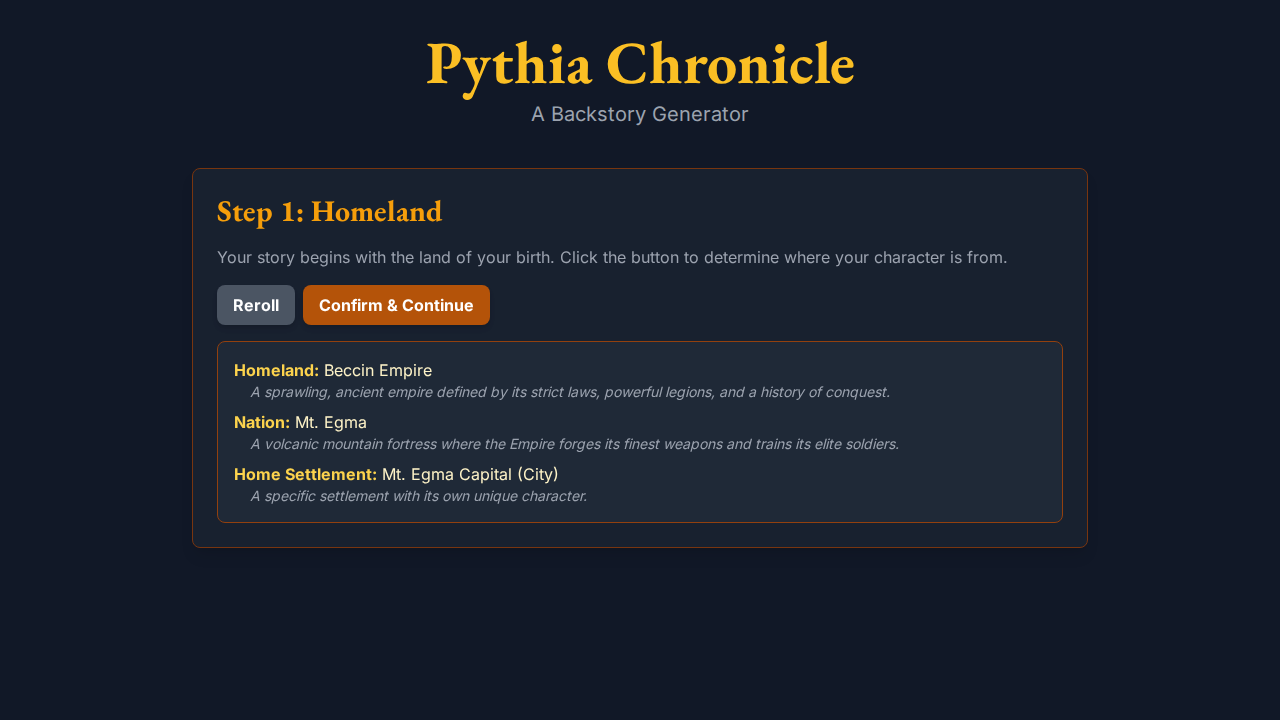 Pythia Chronicle
A Backstory Generator
Step 1: Homeland
Your story begins with the land of your birth. Click the button to determine where your character is from.
Reroll
Confirm & Continue
Homeland: Beccin Empire
A sprawling, ancient empire defined by its strict laws, powerful legions, and a history of conquest.
Nation: Mt. Egma
A volcanic mountain fortress where the Empire forges its finest weapons and trains its elite soldiers.
Home Settlement: Mt. Egma Capital (City)
A specific settlement with its own unique character.